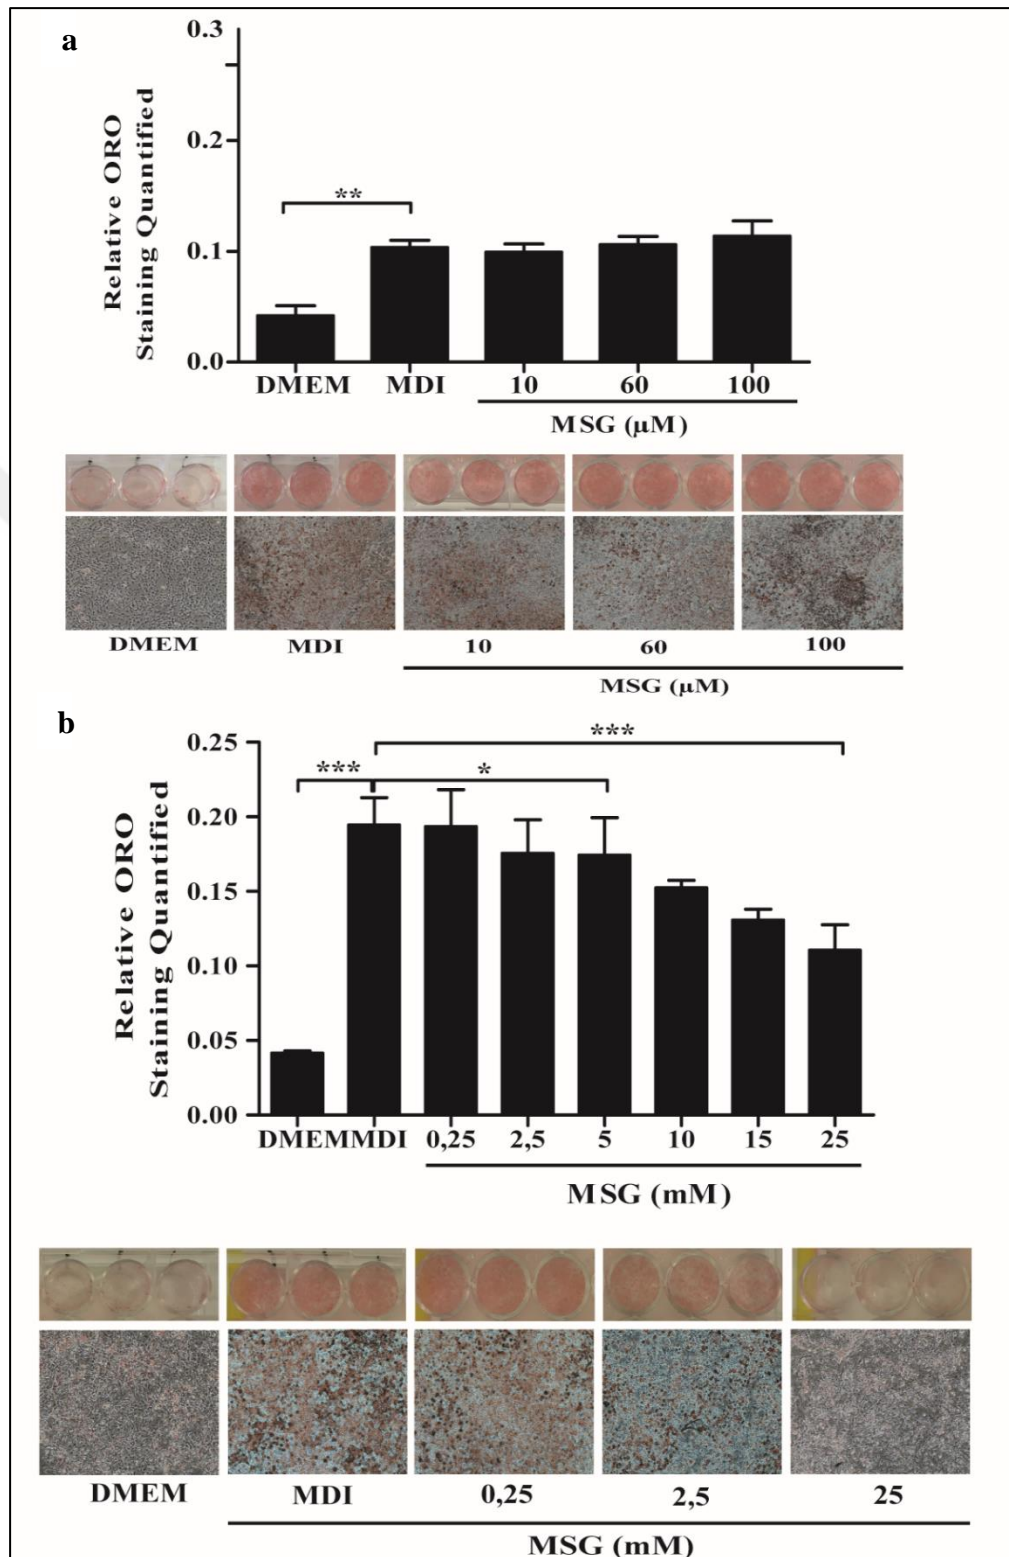 a
0.3
0.2
0.1
0.0
Relative ORO
Staining Quantified
**
DMEM MDI 10 60 100
MSG (μM)
DMEM MDI 10 60 100
MSG (μM)
b
0.25
0.20
0.15
0.10
0.05
0.00
Relative ORO
Staining Quantified
***
*** *
DMEM MDI 0,25 2,5 5 10 15 25
MSG (mM)
DMEM MDI 0,25 2,5 25
MSG (mM)